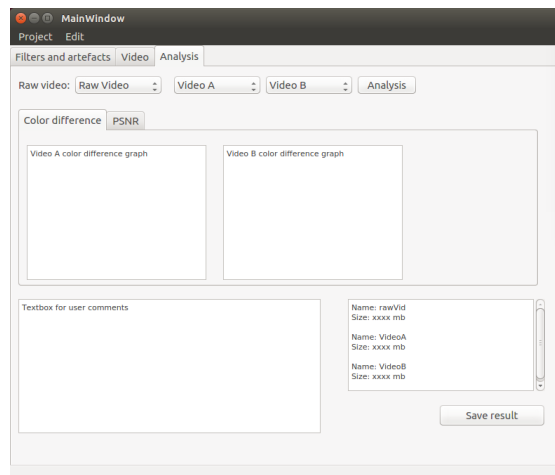 MainWindow
Project Edit
Filters and artefacts Video Analysis
Raw video: Raw Video Video A Video B Analysis
Color difference PSNR
Video A color difference graph Video B color difference graph
Textbox for user comments
Name: rawVid
Size: xxxx mb
Name: VideoA
Size: xxxx mb
Name: VideoB
Size: xxxx mb
Save result